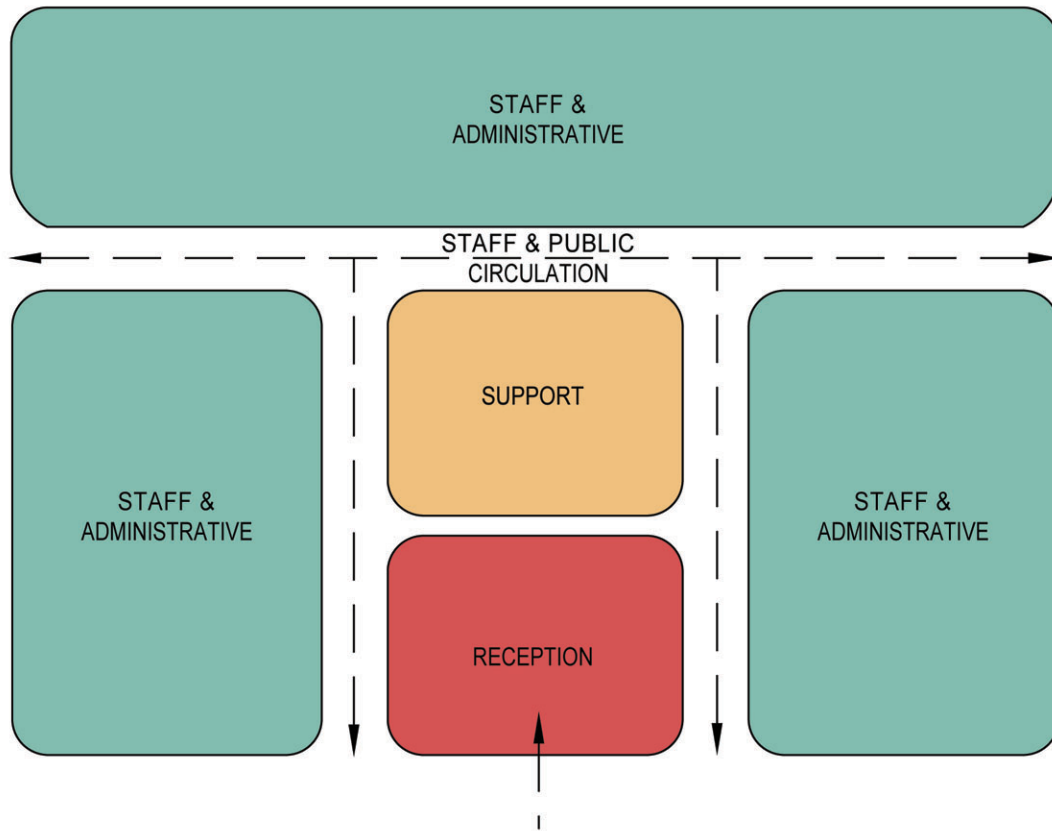 STAFF &
ADMINISTRATIVE
STAFF & PUBLIC
CIRCULATION
SUPPORT
STAFF &
ADMINISTRATIVE
STAFF &
ADMINISTRATIVE
RECEPTION